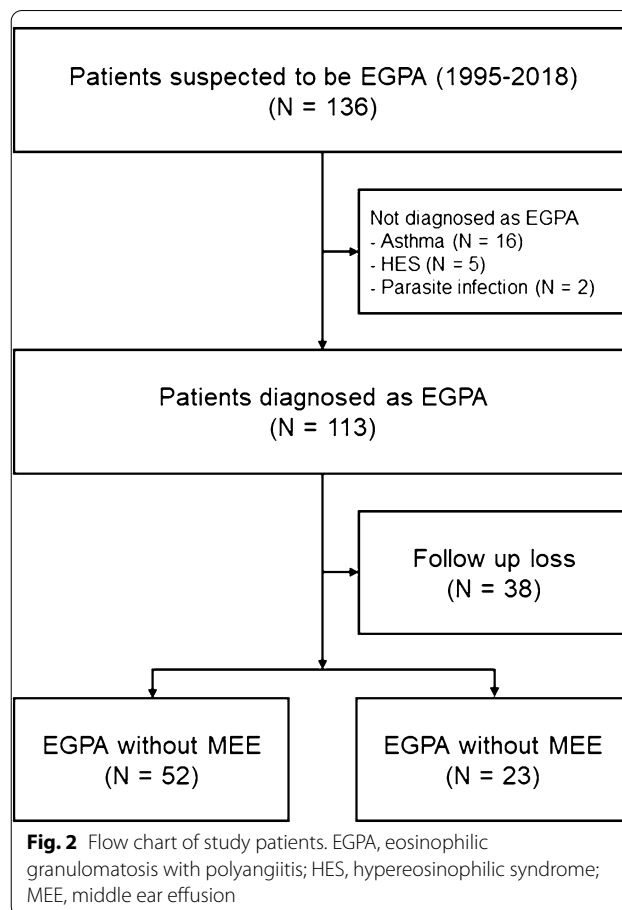 Patients suspected to be EGPA (1995-2018)
(N = 136)
Not diagnosed as EGPA
- Asthma (N = 16)
- HES (N = 5)
- Parasite infection (N = 2)
Patients diagnosed as EGPA
(N = 113)
Follow up loss
(N = 38)
EGPA without MEE
(N = 52)
EGPA without MEE
(N = 23)
Fig. 2 Flow chart of study patients. EGPA, eosinophilic
granulomatosis with polyangiitis; HES, hypereosinophilic syndrome;
MEE, middle ear effusion